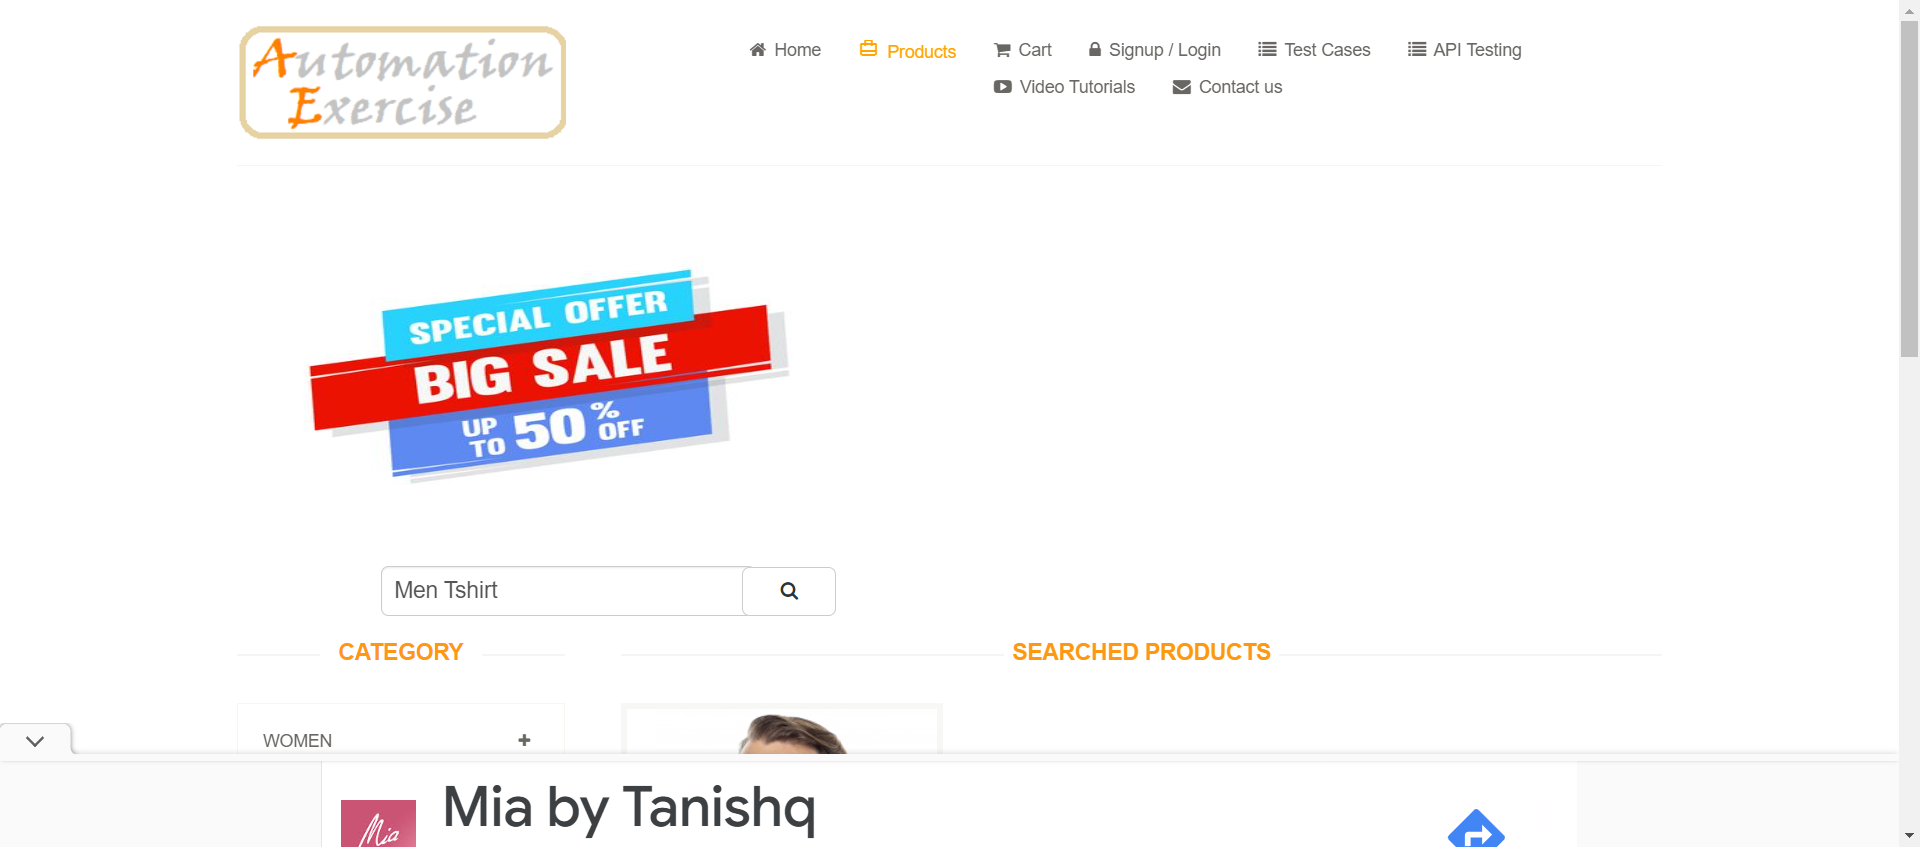 Automation
Exercise
Home
Products
Cart
Signup / Login
Test Cases
API Testing
Video Tutorials
Contact us
SPECIAL OFFER
BIG SALE
UP TO 50% OFF
Men Tshirt
CATEGORY
SEARCHED PRODUCTS
WOMEN
Mia
Mia by Tanishq